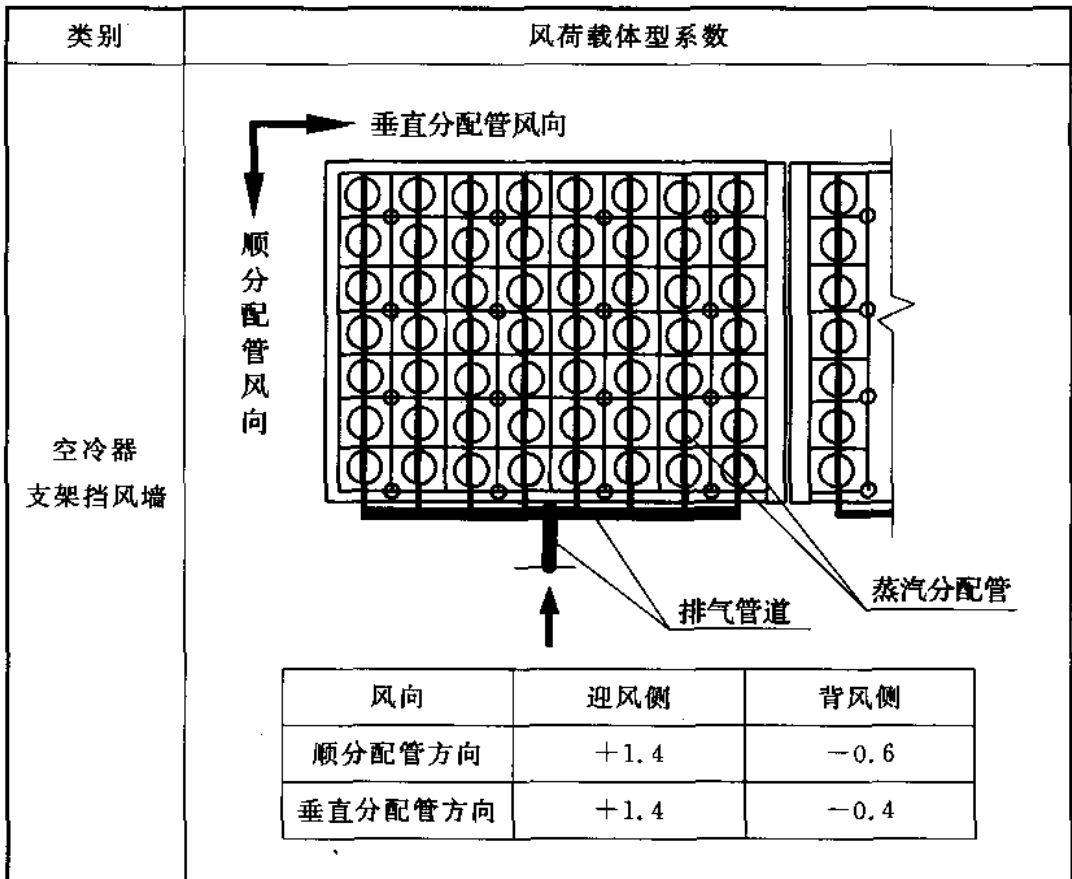 类别 风荷载体型系数
垂直分配管风向
顺分配管风向
空冷器
支架挡风墙
蒸汽分配管
排气管道
风向 迎风侧 背风侧
顺分配管方向 +1.4 -0.6
垂直分配管方向 +1.4 -0.4